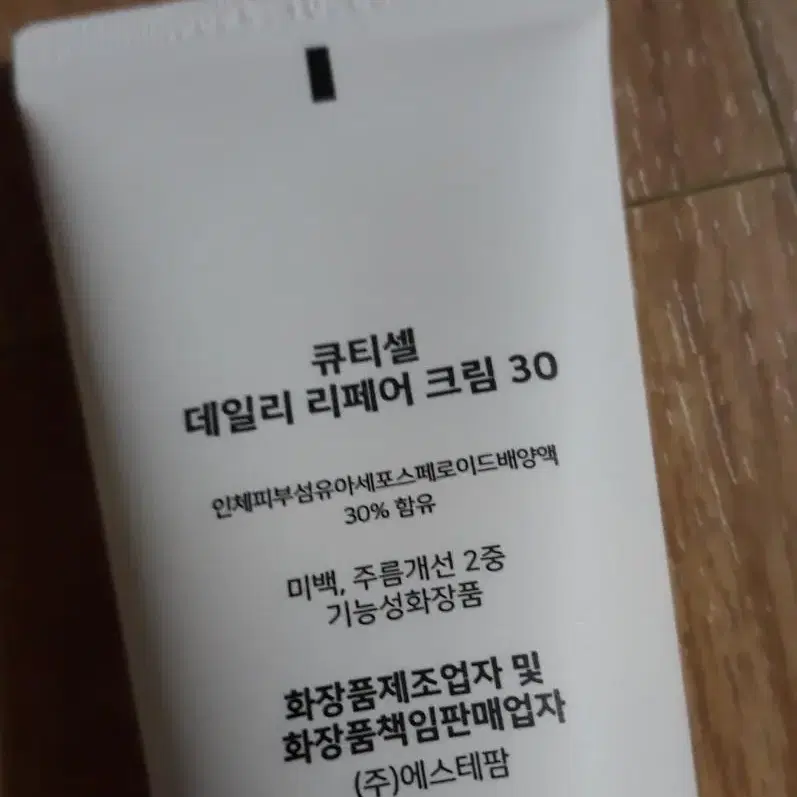 큐티셀
데일리 리페어 크림 30
인체피부섬유아세포스페로이드배양액
30% 함유
미백, 주름개선 2중
기능성화장품
화장품제조업자 및
화장품책임판매업자
(주)에스테팜